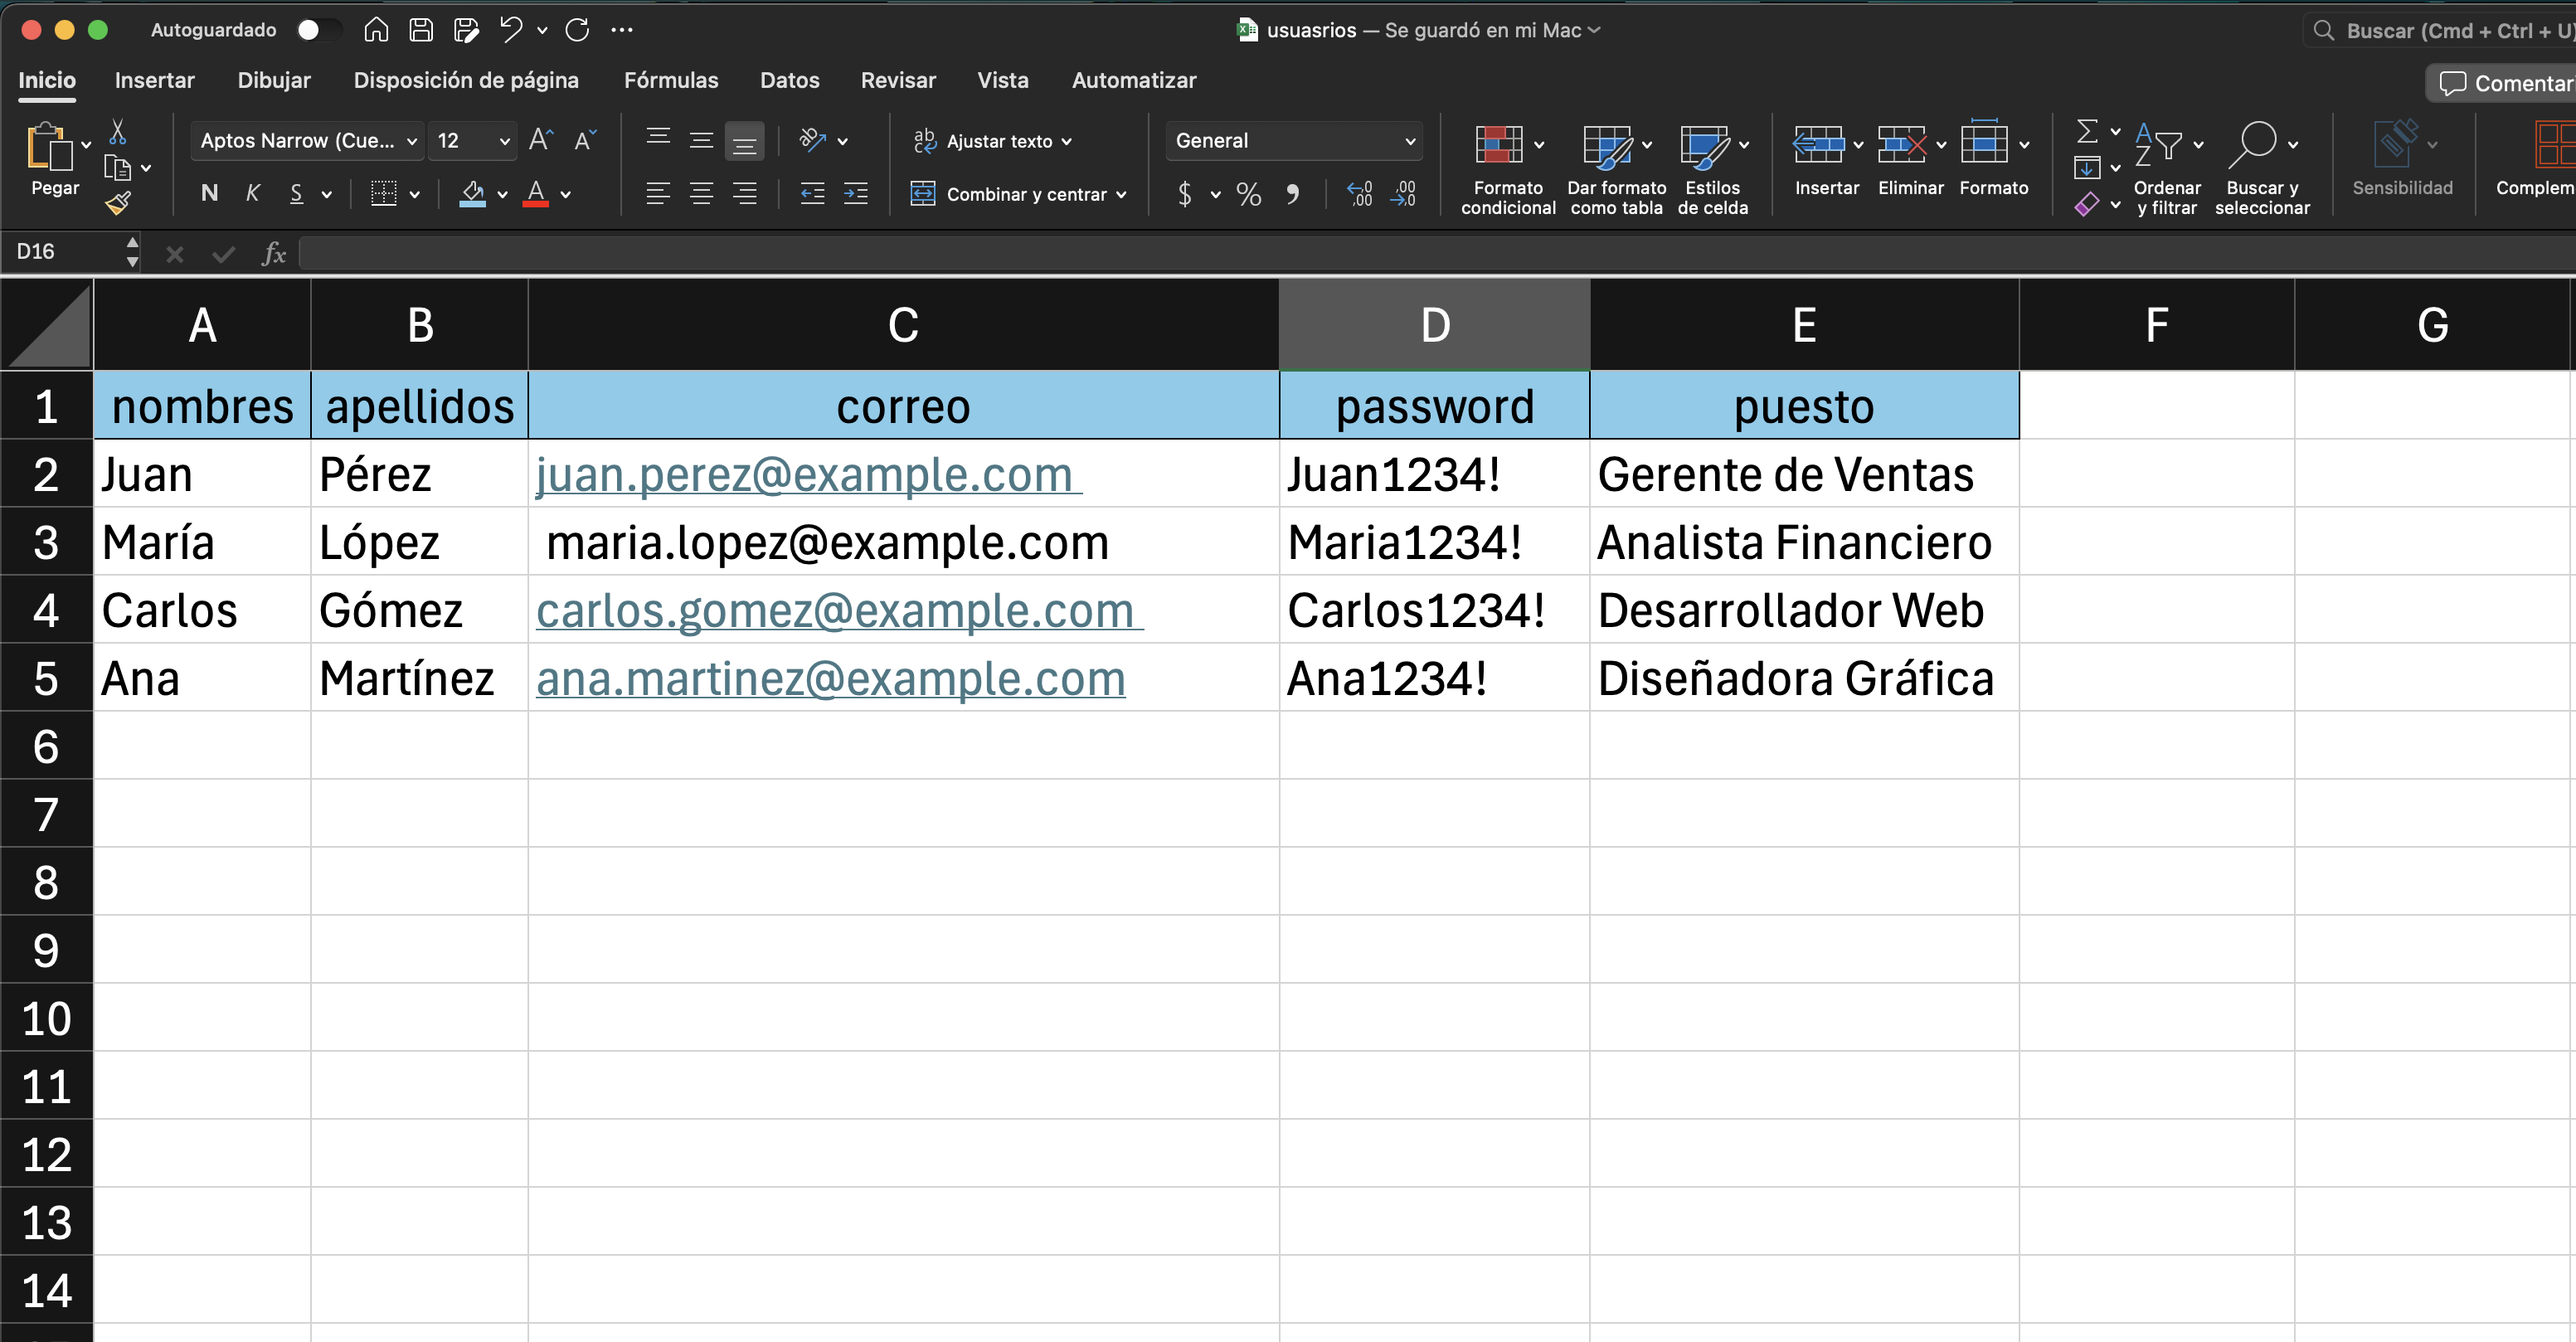 Autoguardado
usuasrios — Se guardó en mi Mac
Buscar (Cmd + Ctrl + U)
Inicio Insertar Dibujar Disposición de página Fórmulas Datos Revisar Vista Automatizar
Comentar
Pegar
Aptos Narrow (Cue... 12
N K S
Ajustar texto
Combinar y centrar
General
$ %
Formato condicional
Dar formato como tabla
Estilos de celda
Insertar
Eliminar
Formato
Ordenar y filtrar
Buscar y seleccionar
Sensibilidad
Complem
D16 fx
A B C D E F G
1 nombres apellidos correo password puesto
2 Juan Pérez juan.perez@example.com Juan1234! Gerente de Ventas
3 María López maria.lopez@example.com Maria1234! Analista Financiero
4 Carlos Gómez carlos.gomez@example.com Carlos1234! Desarrollador Web
5 Ana Martínez ana.martinez@example.com Ana1234! Diseñadora Gráfica
6
7
8
9
10
11
12
13
14